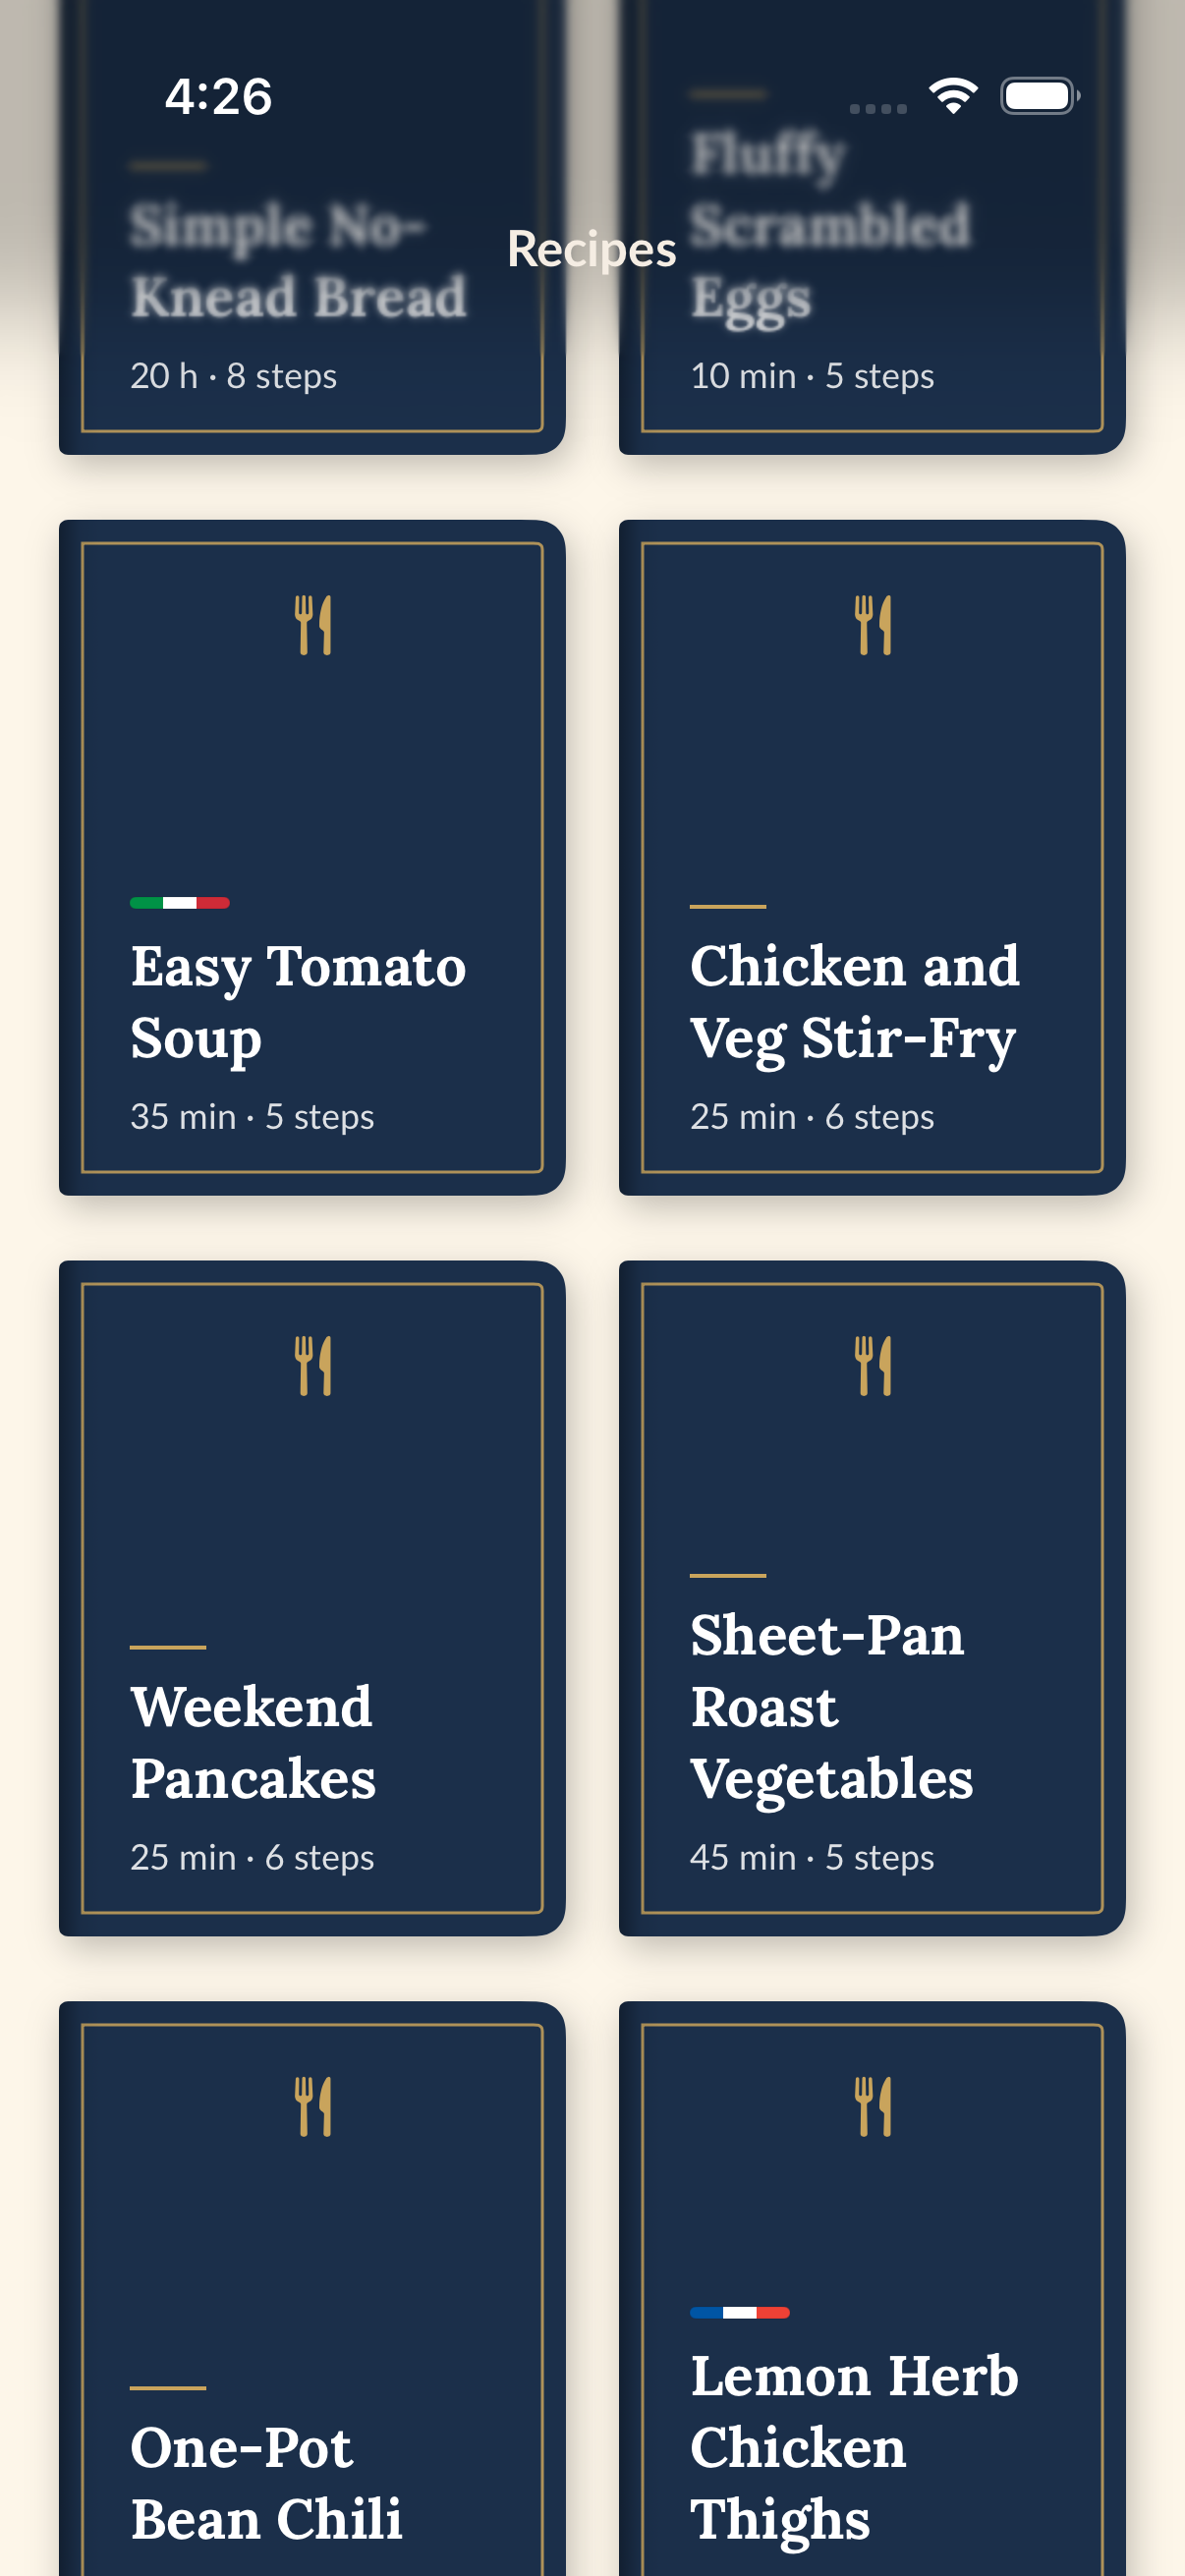 4:26
Recipes
Simple No-
Knead Bread
20 h · 8 steps
Fluffy
Scrambled
Eggs
10 min · 5 steps
Easy Tomato
Soup
35 min · 5 steps
Chicken and
Veg Stir-Fry
25 min · 6 steps
Weekend
Pancakes
25 min · 6 steps
Sheet-Pan
Roast
Vegetables
45 min · 5 steps
One-Pot
Bean Chili
Lemon Herb
Chicken
Thighs